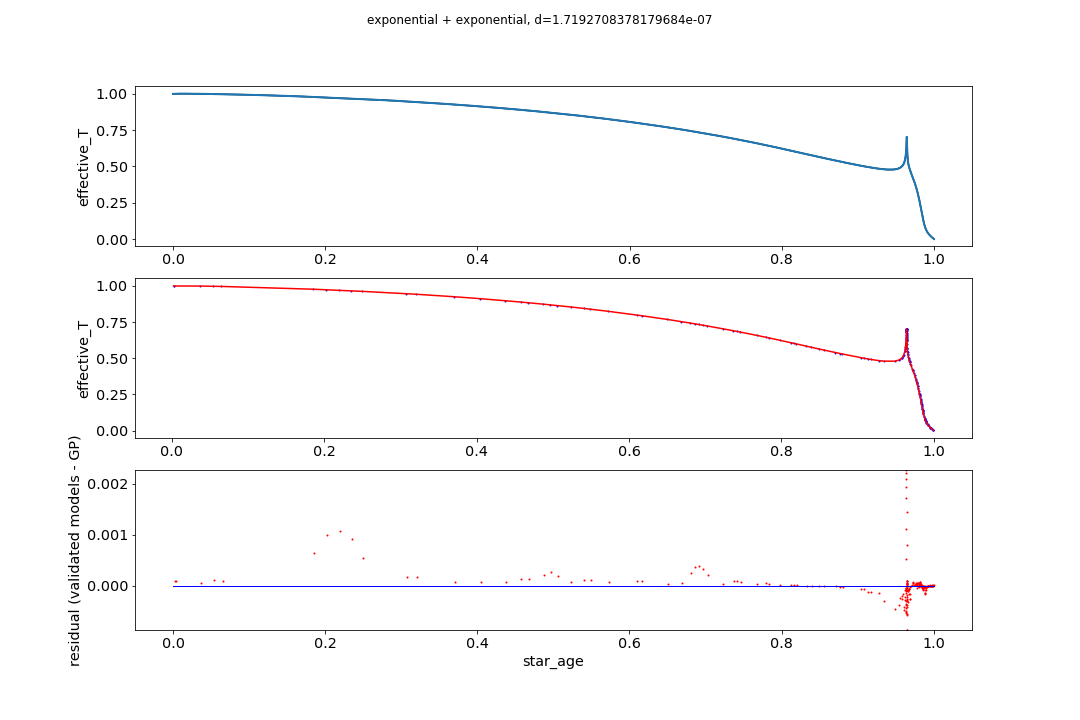 exponential + exponential, d=1.7192708378179684e-07
effective_T
1.00
0.75
0.50
0.25
0.00
0.0 0.2 0.4 0.6 0.8 1.0
effective_T
1.00
0.75
0.50
0.25
0.00
0.0 0.2 0.4 0.6 0.8 1.0
residual (validated models - GP)
0.002
0.001
0.000
0.0 0.2 0.4 0.6 0.8 1.0
star_age